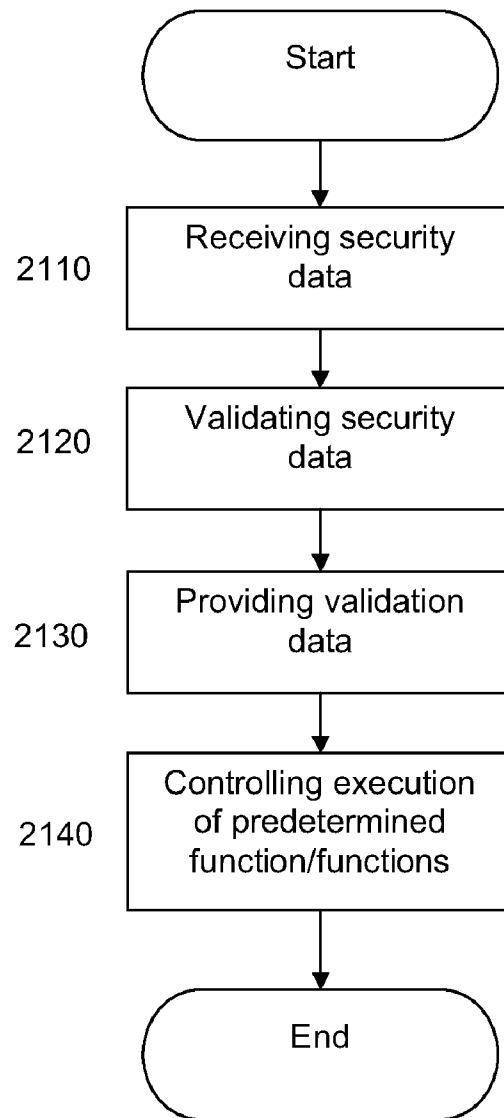 Start
Receiving security
data
2110
Validating security
data
2120
Providing validation
data
2130
Controlling execution
of predetermined
function/functions
2140
End